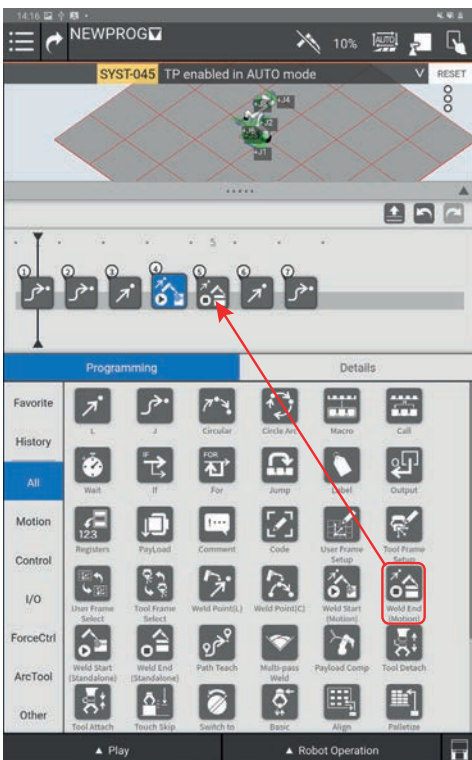 14:16
NEWPROG
10%
AUTO
SYST-045 TP enabled in AUTO mode
RESET
+J4
+J2
+J1
5
1 2 3 4 5 6 7
Programming Details
Favorite
History
All
Motion
Control
I/O
ForceCtrl
ArcTool
Other
L J Circular Circle Arc Macro Call
IF FOR
Wait If For Jump Label Output
123
Registers PayLoad Comment Code User Frame Setup Tool Frame Setup
User Frame Select Tool Frame Select Weld Point(L) Weld Point(C) Weld Start (Motion) Weld End (Motion)
Weld Start (Standalone) Weld End (Standalone) Path Teach Multi-pass Weld Payload Comp Tool Detach
Tool Attach Touch Skip Switch to Basic Align Palletize
▲ Play ▲ Robot Operation